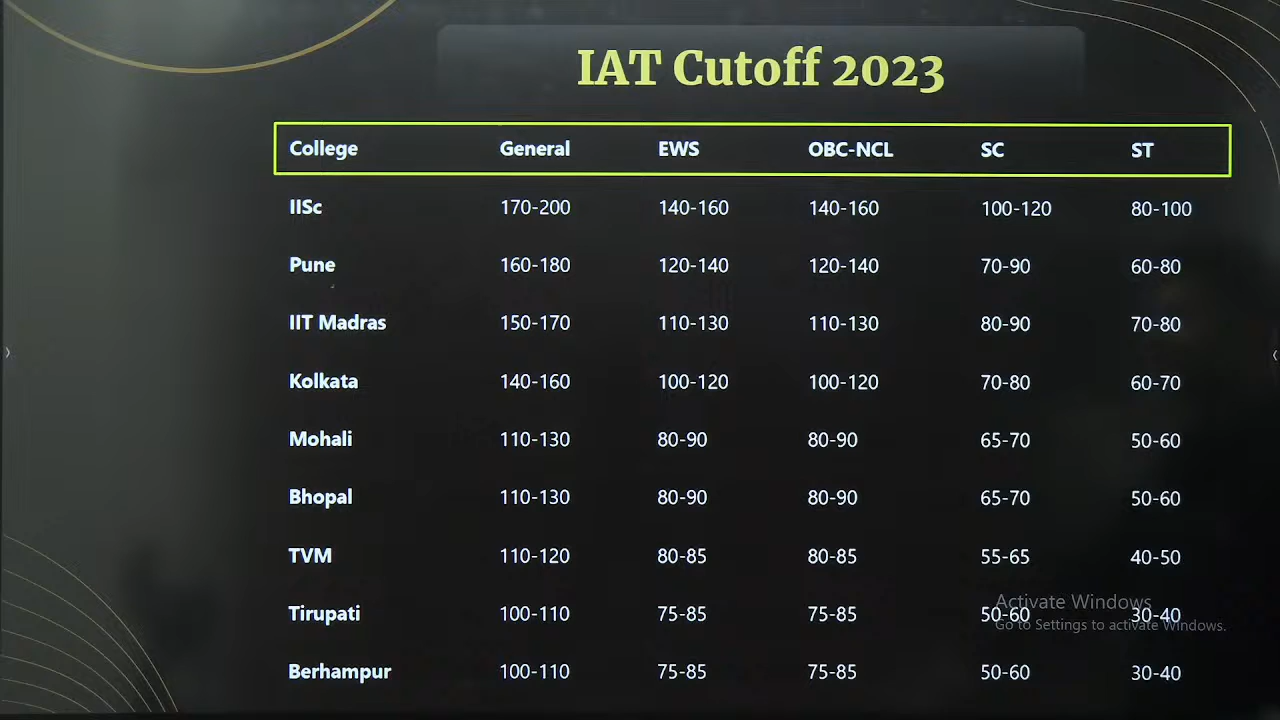 IAT Cutoff 2023
College General EWS OBC-NCL SC ST
IISc 170-200 140-160 140-160 100-120 80-100
Pune 160-180 120-140 120-140 70-90 60-80
IIT Madras 150-170 110-130 110-130 80-90 70-80
Kolkata 140-160 100-120 100-120 70-80 60-70
Mohali 110-130 80-90 80-90 65-70 50-60
Bhopal 110-130 80-90 80-90 65-70 50-60
TVM 110-120 80-85 80-85 55-65 40-50
Activate Windows
Tirupati 100-110 75-85 75-85 50-60 30-40
Go to Settings to activate Windows.
Berhampur 100-110 75-85 75-85 50-60 30-40